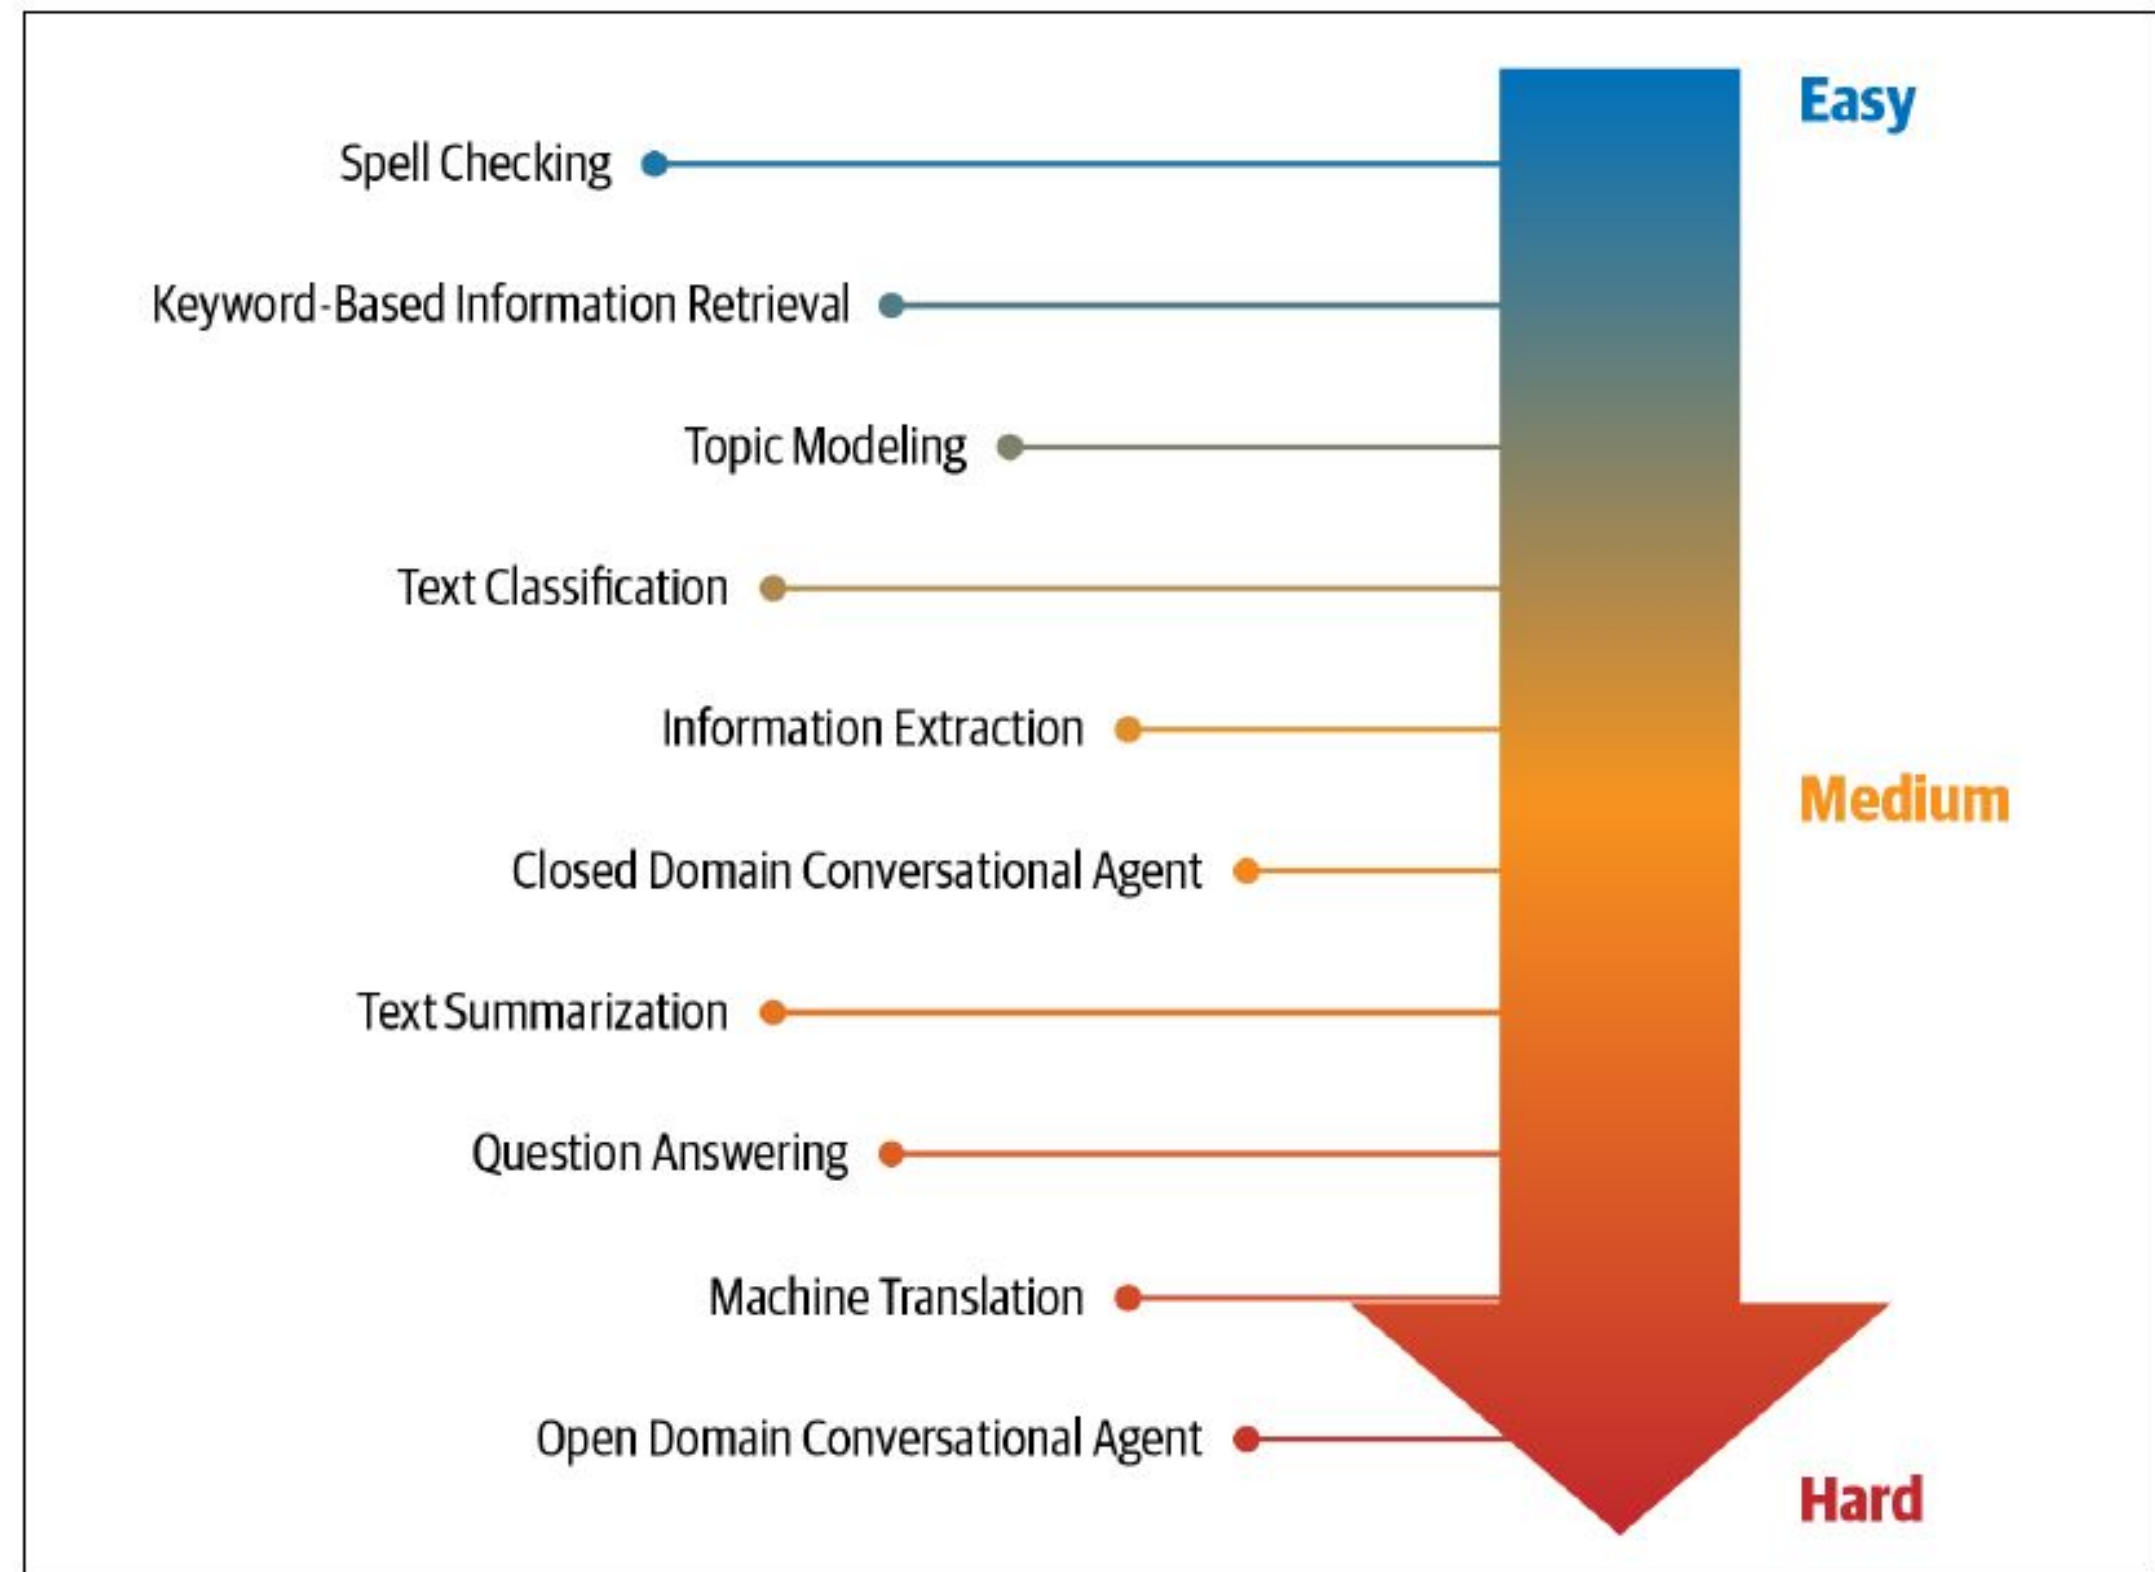 Easy
Spell Checking
Keyword-Based Information Retrieval
Topic Modeling
Text Classification
Information Extraction
Medium
Closed Domain Conversational Agent
Text Summarization
Question Answering
Machine Translation
Open Domain Conversational Agent
Hard